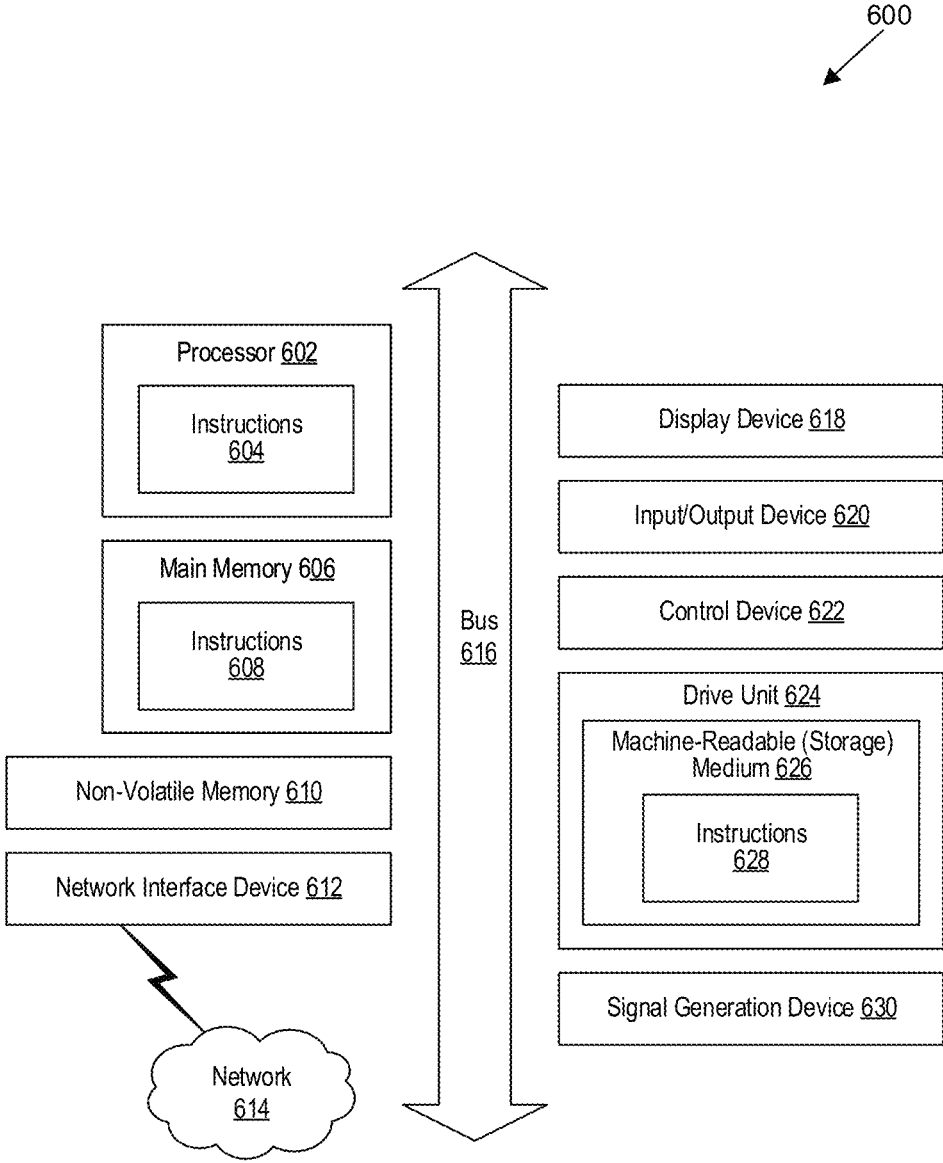 600
Processor 602
Instructions
604
Main Memory 606
Instructions
608
Non-Volatile Memory 610
Network Interface Device 612
Network
614
Bus
616
Display Device 618
Input/Output Device 620
Control Device 622
Drive Unit 624
Machine-Readable (Storage)
Medium 626
Instructions
628
Signal Generation Device 630